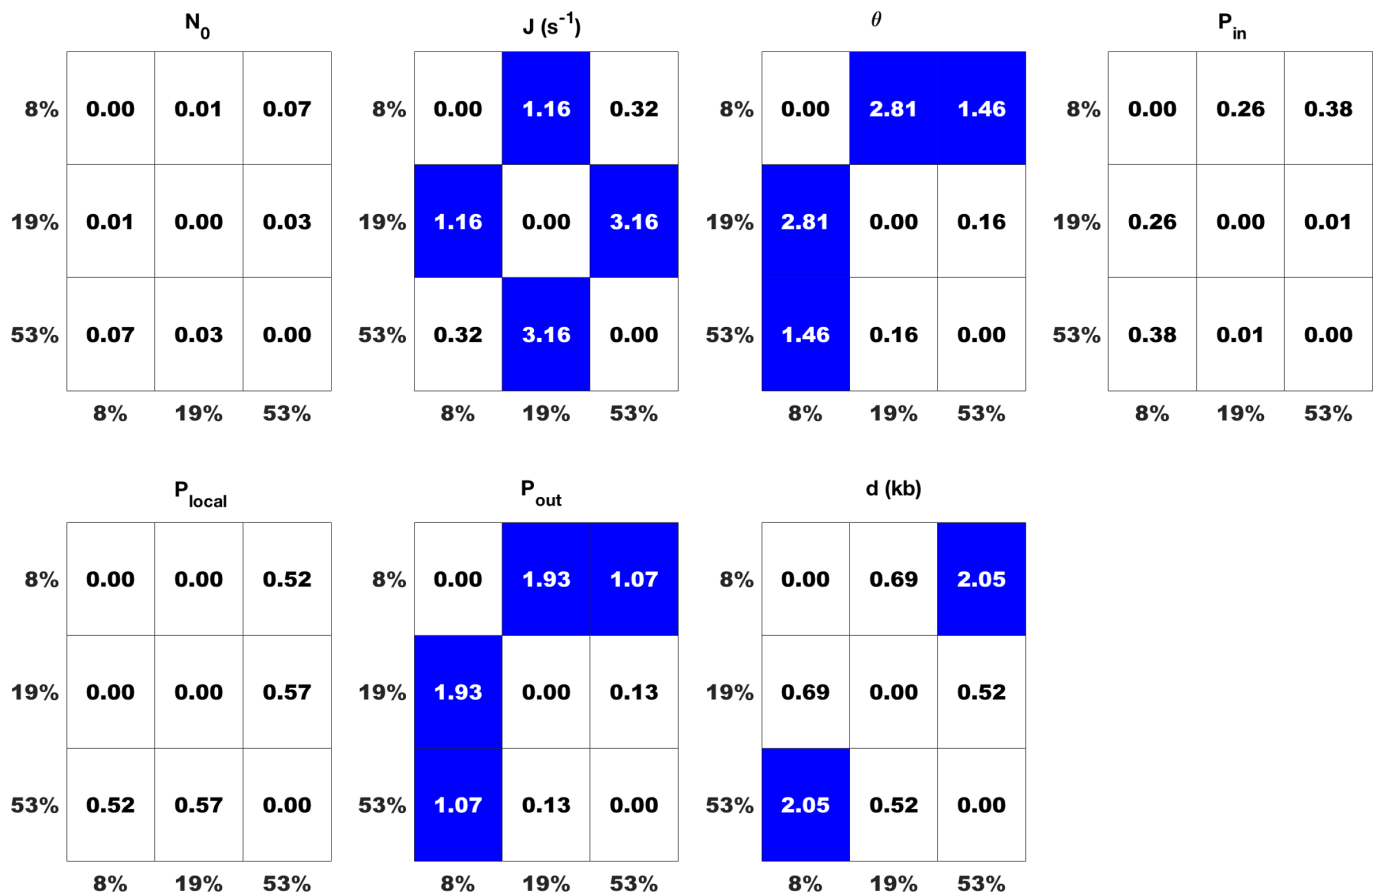 N0 J (s-1) θ Pin
8% 0.00 0.01 0.07 8% 0.00 1.16 0.32 8% 0.00 2.81 1.46 8% 0.00 0.26 0.38
19% 0.01 0.00 0.03 19% 1.16 0.00 3.16 19% 2.81 0.00 0.16 19% 0.26 0.00 0.01
53% 0.07 0.03 0.00 53% 0.32 3.16 0.00 53% 1.46 0.16 0.00 53% 0.38 0.01 0.00
8% 19% 53% 8% 19% 53% 8% 19% 53% 8% 19% 53%
Plocal Pout d (kb)
8% 0.00 0.00 0.52 8% 0.00 1.93 1.07 8% 0.00 0.69 2.05
19% 0.00 0.00 0.57 19% 1.93 0.00 0.13 19% 0.69 0.00 0.52
53% 0.52 0.57 0.00 53% 1.07 0.13 0.00 53% 2.05 0.52 0.00
8% 19% 53% 8% 19% 53% 8% 19% 53%